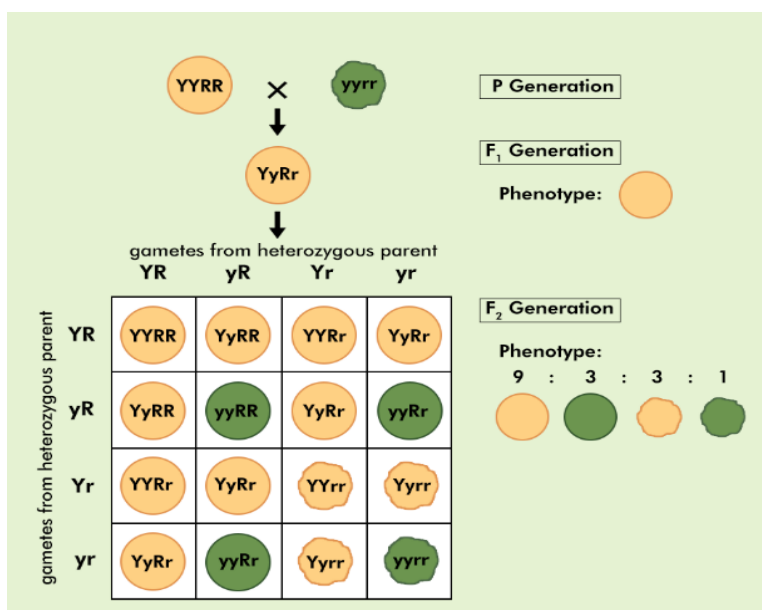 YYRR × yyrr
P Generation
YyRr
F₁ Generation
Phenotype:
gametes from heterozygous parent
YR yR Yr yr
gametes from heterozygous parent
YR YYRR YyRR YYRr YyRr
yR YyRR yyRR YyRr yyRr
Yr YYRr YyRr YYrr Yyrr
yr YyRr yyRr Yyrr yyrr
F₂ Generation
Phenotype:
9 : 3 : 3 : 1